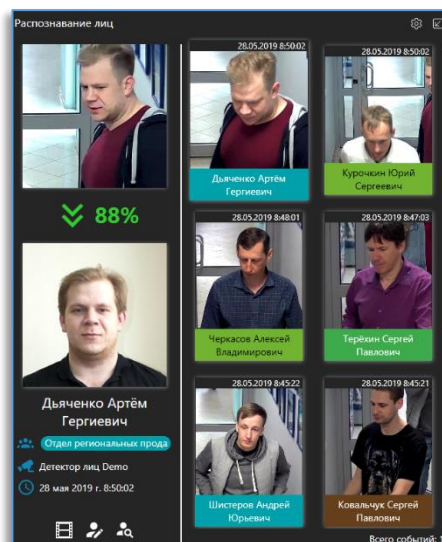 Распознавание лиц
88%
Дьяченко Артём
Гергиевич
Отдел региональных прода
Детектор лиц Demo
28 мая 2019 г. 8:50:02
28.05.2019 8:50:02
Дьяченко Артём
Гергиевич
28.05.2019 8:50:02
Курочкин Юрий
Сергеевич
28.05.2019 8:48:01
Черкасов Алексей
Владимирович
28.05.2019 8:47:03
Терёхин Сергей
Павлович
28.05.2019 8:45:22
Шистеров Андрей
Юрьевич
28.05.2019 8:45:21
Ковальчук Сергей
Павлович
Всего событий: